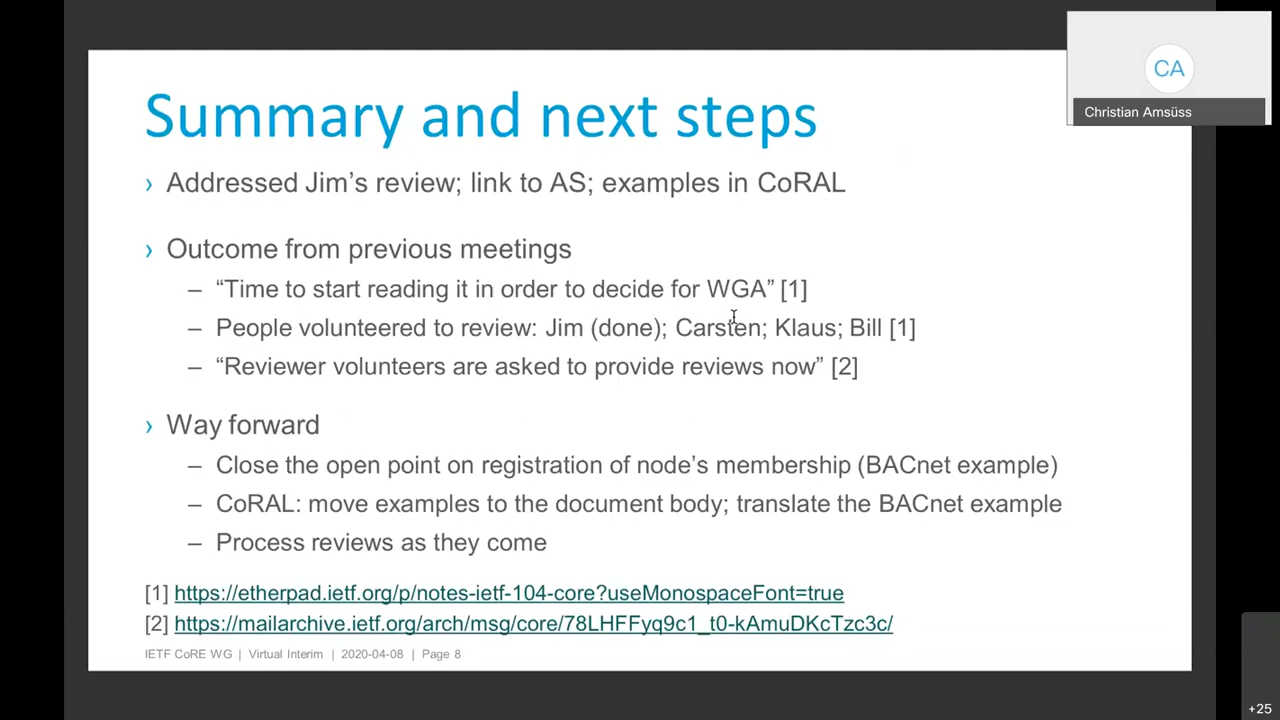 CA
Christian Amsüss
Summary and next steps
› Addressed Jim’s review; link to AS; examples in CoRAL
› Outcome from previous meetings
– “Time to start reading it in order to decide for WGA” [1]
– People volunteered to review: Jim (done); Carsten; Klaus; Bill [1]
– “Reviewer volunteers are asked to provide reviews now” [2]
› Way forward
– Close the open point on registration of node’s membership (BACnet example)
– CoRAL: move examples to the document body; translate the BACnet example
– Process reviews as they come
[1] https://etherpad.ietf.org/p/notes-ietf-104-core?useMonospaceFont=true
[2] https://mailarchive.ietf.org/arch/msg/core/78LHFFyq9c1_t0-kAmuDKcTzc3c/
IETF CoRE WG | Virtual Interim | 2020-04-08 | Page 8
+25